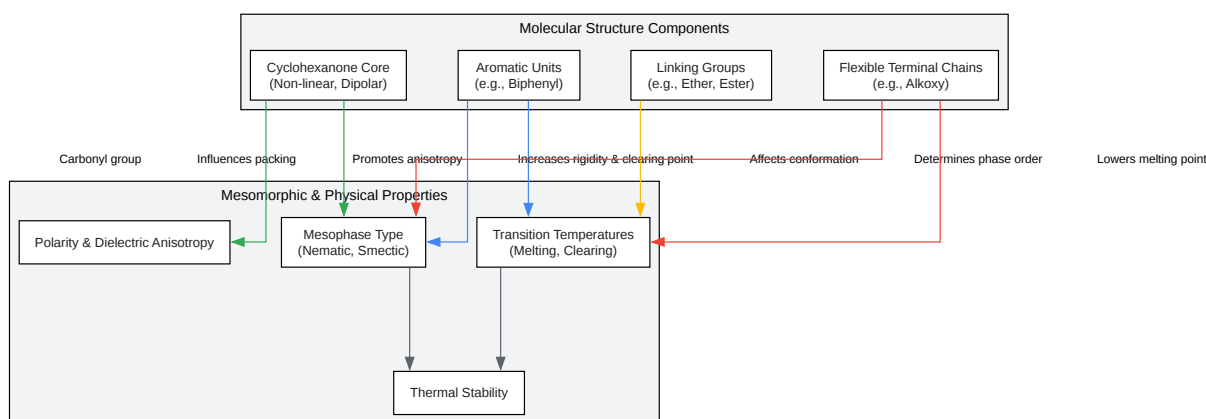 Molecular Structure Components
Cyclohexanone Core
(Non-linear, Dipolar)
Aromatic Units
(e.g., Biphenyl)
Linking Groups
(e.g., Ether, Ester)
Flexible Terminal Chains
(e.g., Alkoxy)
Carbonyl group
Influences packing
Promotes anisotropy
Increases rigidity & clearing point
Affects conformation
Determines phase order
Lowers melting point
Mesomorphic & Physical Properties
Polarity & Dielectric Anisotropy
Mesophase Type
(Nematic, Smectic)
Transition Temperatures
(Melting, Clearing)
Thermal Stability